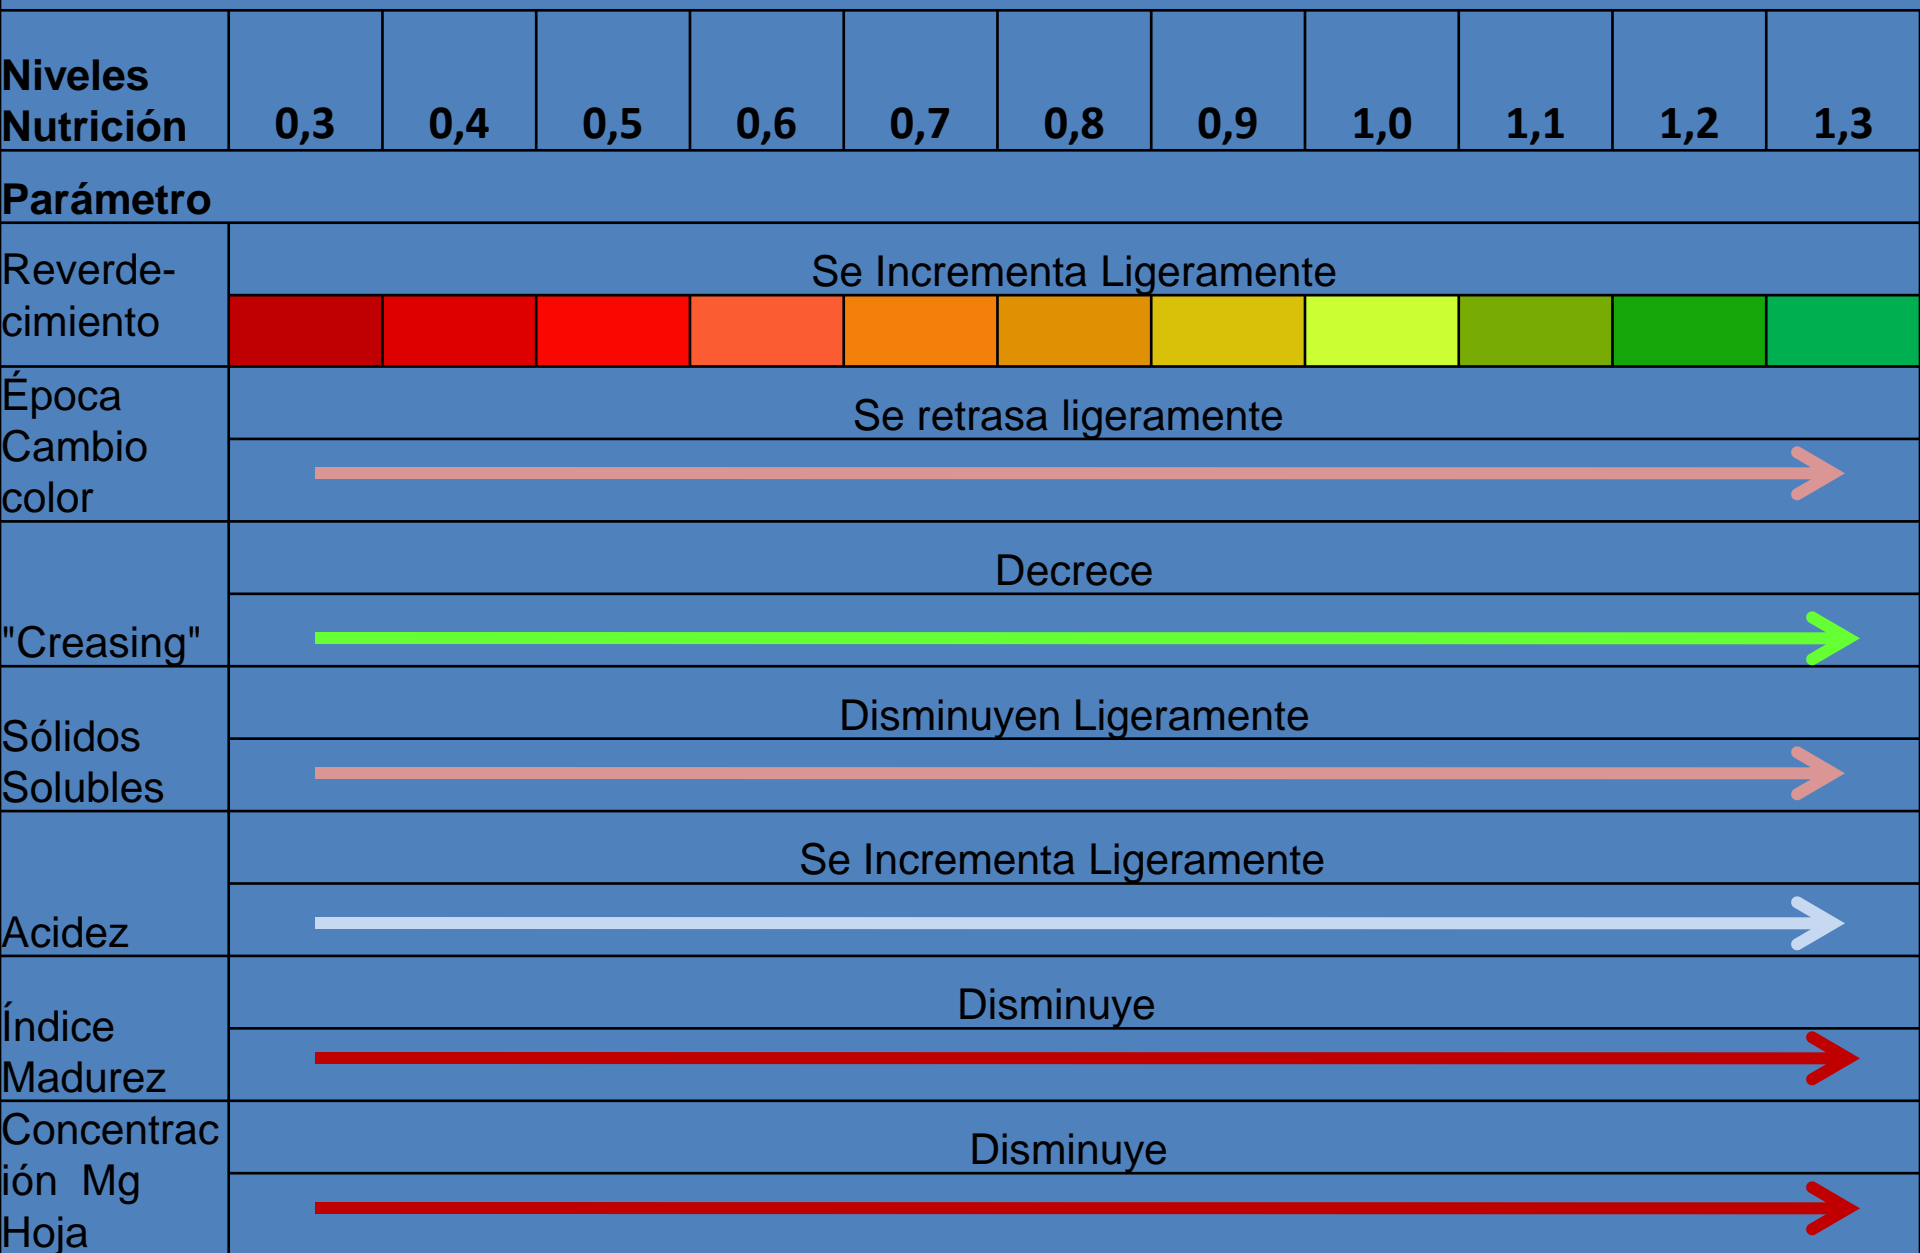 Niveles
Nutrición 0,3 0,4 0,5 0,6 0,7 0,8 0,9 1,0 1,1 1,2 1,3
Parámetro
Reverde-
cimiento
Se Incrementa Ligeramente
Época
Cambio
color
Se retrasa ligeramente
"Creasing"
Decrece
Sólidos
Solubles
Disminuyen Ligeramente
Acidez
Se Incrementa Ligeramente
Índice
Madurez
Disminuye
Concentrac
ión Mg
Hoja
Disminuye